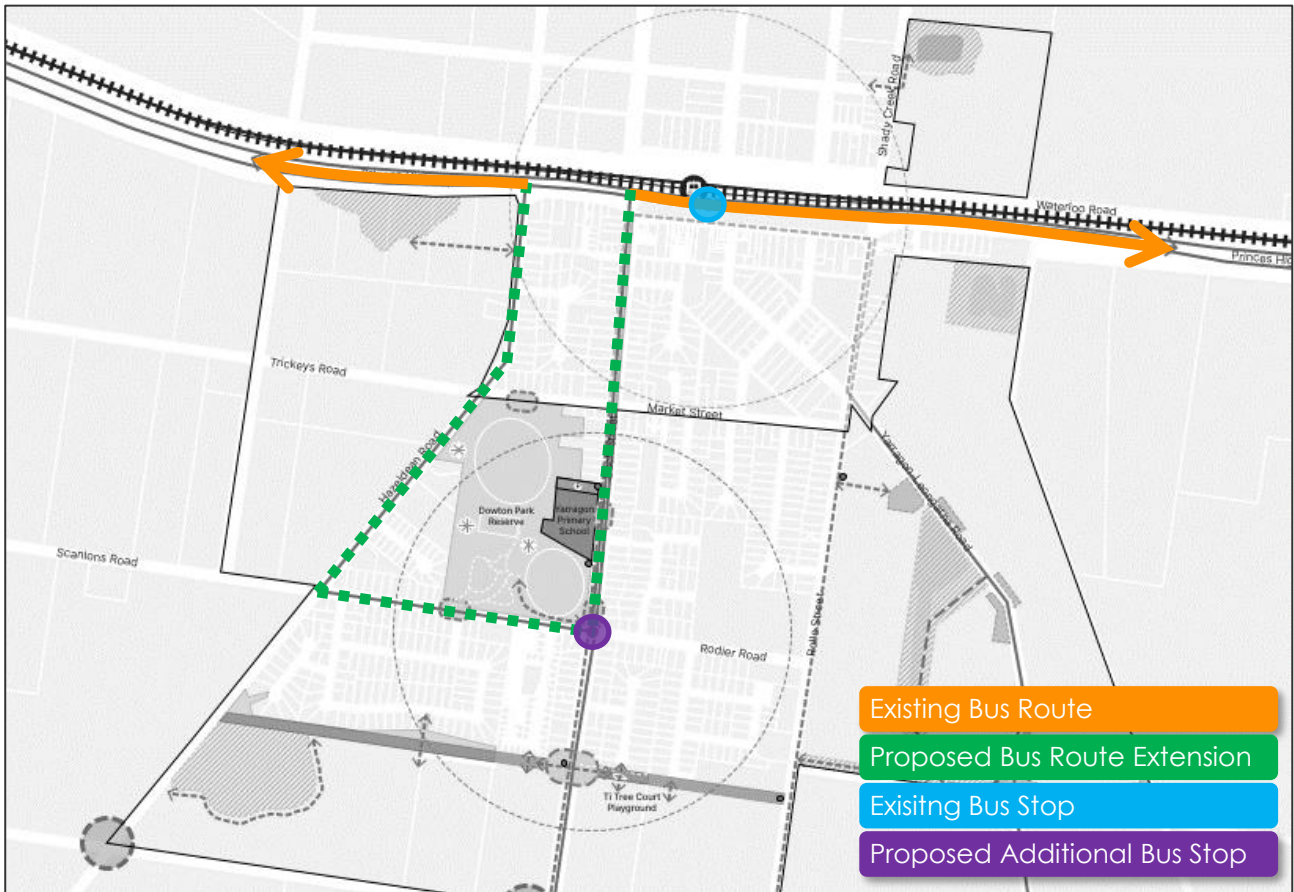 Shady Creek Road
Waterloo Road
Trickeys Road
Market Street
Hazeldean Road
Dowton Park
Reserve
Yarragon
Primary
School
Scanlons Road
Rodier Road
Rollo Street
Ti Tree Court
Playground
Existing Bus Route
Proposed Bus Route Extension
Exisitng Bus Stop
Proposed Additional Bus Stop